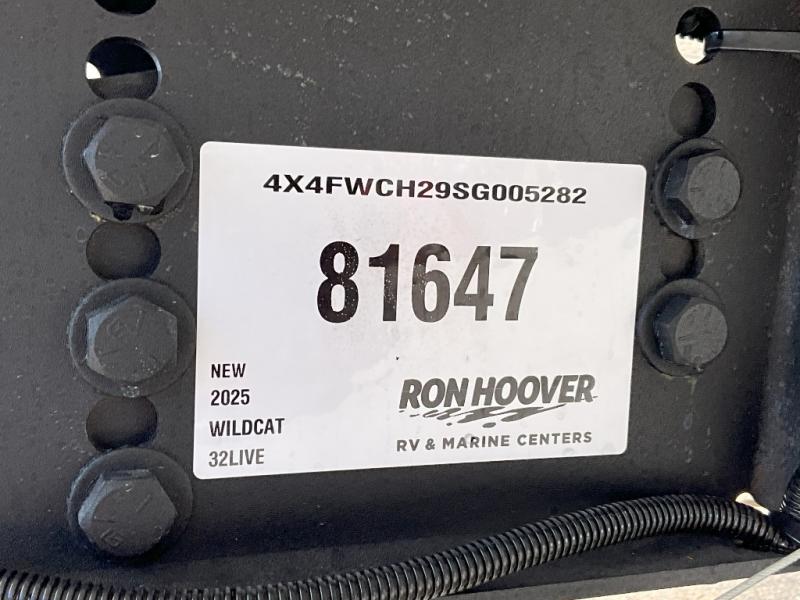 4X4FWCH29SG005282
81647
NEW
2025
WILDCAT
32LIVE
RON HOOVER
RV & MARINE CENTERS